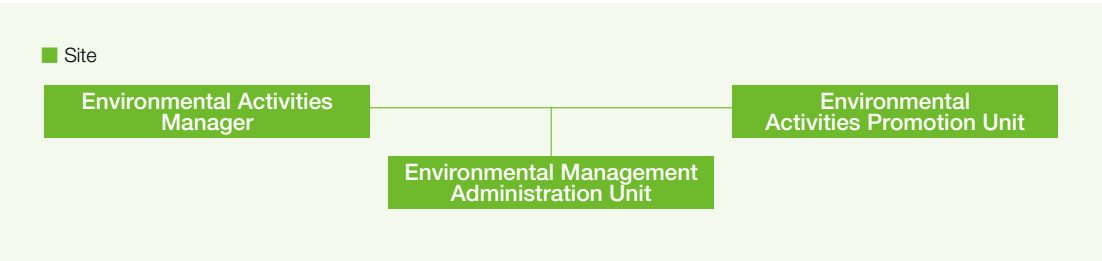 Site
Environmental Activities
Manager
Environmental
Activities Promotion Unit
Environmental Management
Administration Unit